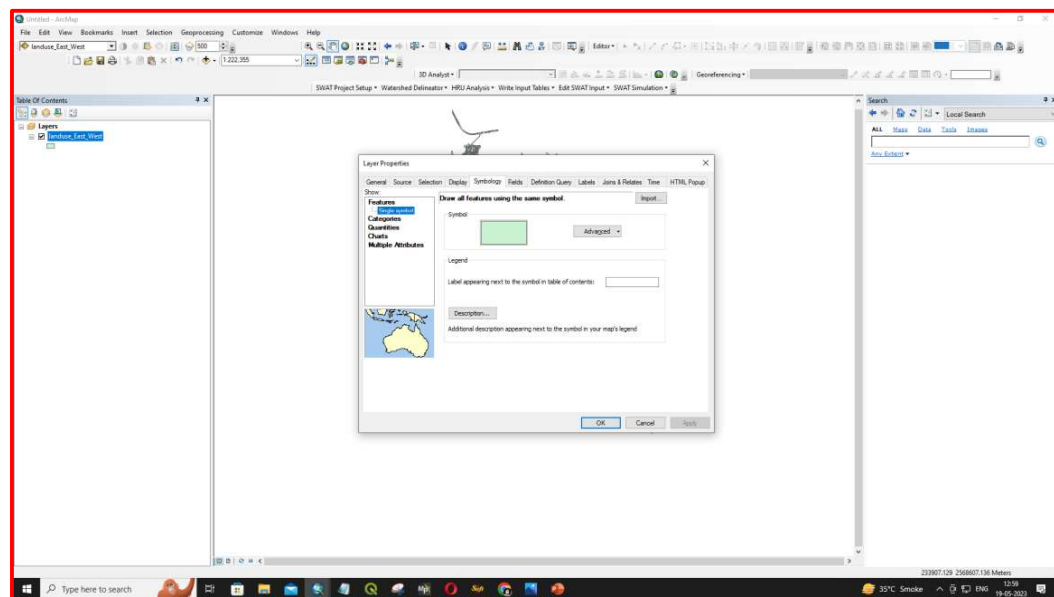 Untitled - ArcMap
File Edit View Bookmarks Insert Selection Geoprocessing Customize Windows Help
landuse_East_West 500 Editor
1:222,355
3D Analyst Georeferencing
SWAT Project Setup Watershed Delineator HRU Analysis Write Input Tables Edit SWAT Input SWAT Simulation
Table Of Contents
Layers
landuse_East_West
Search
Local Search
ALL Maps Data Tools Images
Any Extent
Layer Properties
General Source Selection Display Symbology Fields Definition Query Labels Joins & Relates Time HTML Popup
Show:
Features
Single symbol
Categories
Quantities
Charts
Multiple Attributes
Draw all features using the same symbol.
Import...
Symbol
Advanced
Legend
Label appearing next to the symbol in table of contents:
Description...
Additional description appearing next to the symbol in your map's legend
OK Cancel Apply
233907.129 2568607.136 Meters
Type here to search
35°C Smoke ENG
12:59
19-05-2023